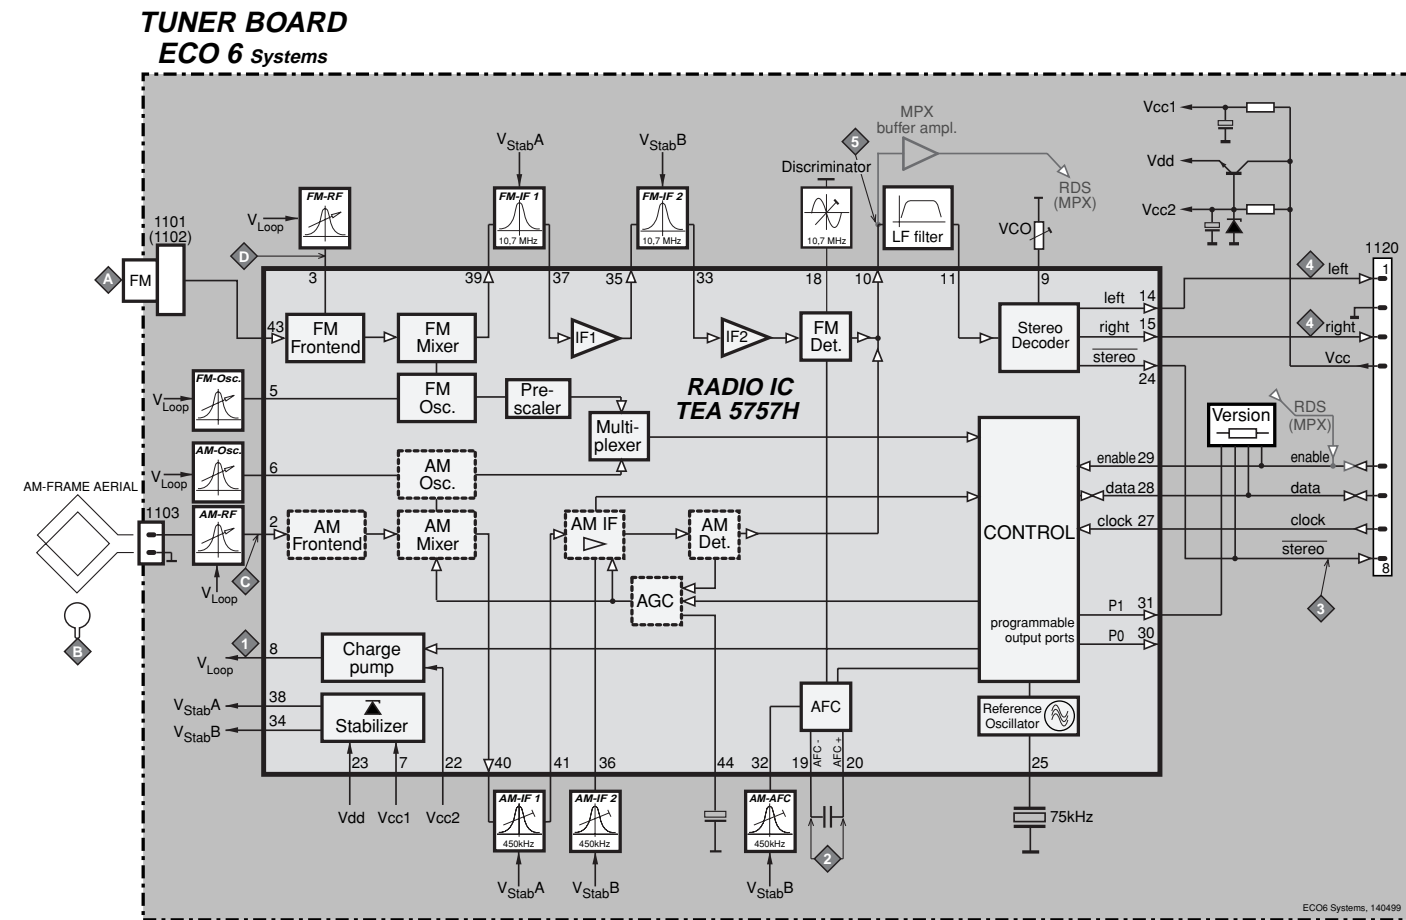 TUNER BOARD
ECO 6 Systems
Vcc1
Vdd
Vcc2
MPX
buffer ampl.
RDS
(MPX)
5
VStabA
VStabB
Discriminator
FM-RF
FM-IF 1
10,7 MHz
FM-IF 2
10,7 MHz
10,7 MHz
LF filter
VCO
VLoop
1101
(1102)
A
FM
D
3
39
37
35
33
18
10
11
9
1120
1
4
left
left
14
43
FM
Frontend
FM
Mixer
IF1
IF2
FM
Det.
Stereo
Decoder
right
15
4
right
stereo
24
Vcc
FM-Osc.
VLoop
5
FM
Osc.
Pre-
scaler
RADIO IC
TEA 5757H
Multi-
plexer
Version
RDS
(MPX)
AM-Osc.
VLoop
6
AM
Osc.
enable 29
enable
data 28
data
clock 27
clock
stereo
8
AM-FRAME AERIAL
1103
AM-RF
2
VLoop
C
AM
Frontend
AM
Mixer
AM IF
AM
Det.
CONTROL
AGC
B
3
P1
31
programmable
output ports
P0
30
1
8
VLoop
Charge
pump
38
VStabA
34
VStabB
Stabilizer
AFC
Reference
Oscillator
AFC -
AFC +
23
7
22
40
41
36
44
32
19
20
25
Vdd
Vcc1
Vcc2
AM-IF 1
450kHz
AM-IF 2
450kHz
AM-AFC
450kHz
2
75kHz
VStabA
VStabB
VStabB
ECO6 Systems, 140499